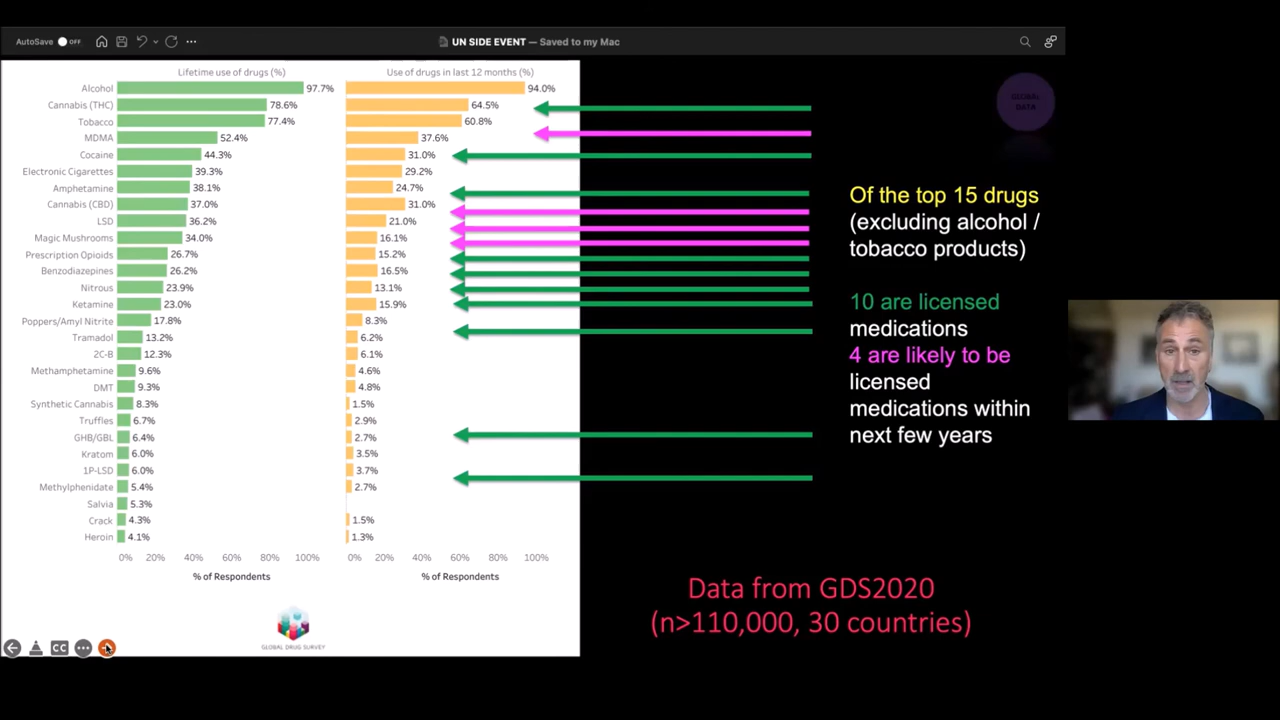 AutoSave OFF
UN SIDE EVENT — Saved to my Mac
Lifetime use of drugs (%) Use of drugs in last 12 months (%)
Alcohol 97.7% 94.0%
Cannabis (THC) 78.6% 64.5%
Tobacco 77.4% 60.8%
MDMA 52.4% 37.6%
Cocaine 44.3% 31.0%
Electronic Cigarettes 39.3% 29.2%
Amphetamine 38.1% 24.7%
Cannabis (CBD) 37.0% 31.0%
LSD 36.2% 21.0%
Magic Mushrooms 34.0% 16.1%
Prescription Opioids 26.7% 15.2%
Benzodiazepines 26.2% 16.5%
Nitrous 23.9% 13.1%
Ketamine 23.0% 15.9%
Poppers/Amyl Nitrite 17.8% 8.3%
Tramadol 13.2% 6.2%
2C-B 12.3% 6.1%
Methamphetamine 9.6% 4.6%
DMT 9.3% 4.8%
Synthetic Cannabis 8.3% 1.5%
Truffles 6.7% 2.9%
GHB/GBL 6.4% 2.7%
Kratom 6.0% 3.5%
1P-LSD 6.0% 3.7%
Methylphenidate 5.4% 2.7%
Salvia 5.3%
Crack 4.3% 1.5%
Heroin 4.1% 1.3%
0% 20% 40% 60% 80% 100% 0% 20% 40% 60% 80% 100%
% of Respondents % of Respondents
GLOBAL DRUG SURVEY
CC
GLOBAL
DATA
Of the top 15 drugs
(excluding alcohol /
tobacco products)
10 are licensed
medications
4 are likely to be
licensed
medications within
next few years
Data from GDS2020
(n>110,000, 30 countries)